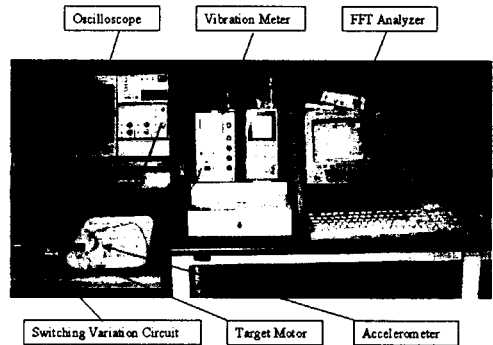 Oscilloscope
Vibration Meter
FFT Analyzer
Switching Variation Circuit
Target Motor
Accelerometer